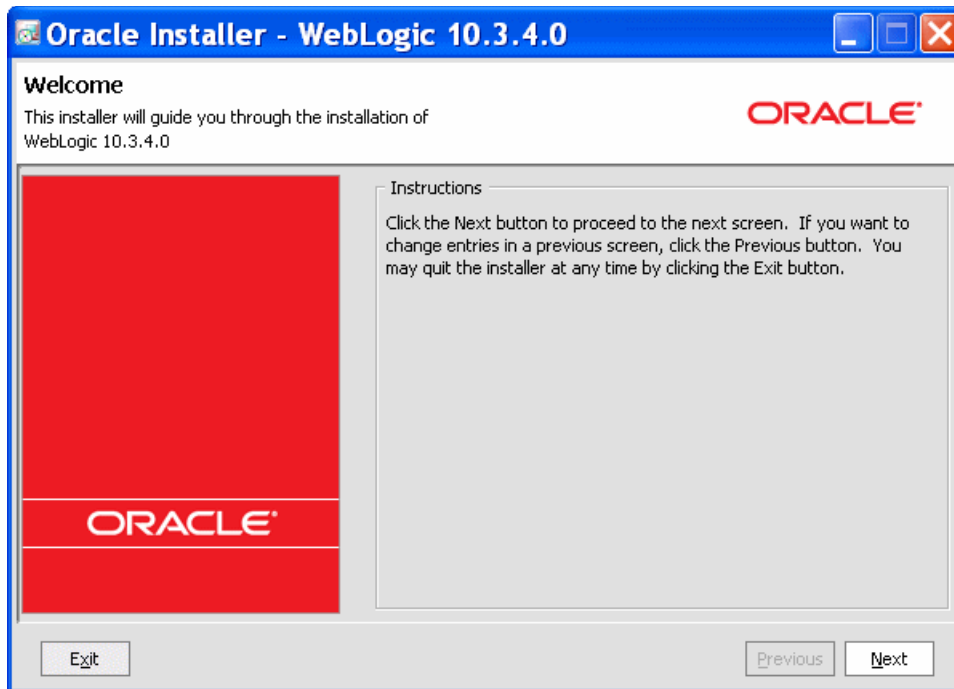 Oracle Installer - WebLogic 10.3.4.0
Welcome
This installer will guide you through the installation of
WebLogic 10.3.4.0
ORACLE
Instructions
Click the Next button to proceed to the next screen. If you want to
change entries in a previous screen, click the Previous button. You
may quit the installer at any time by clicking the Exit button.
ORACLE
Exit
Previous
Next